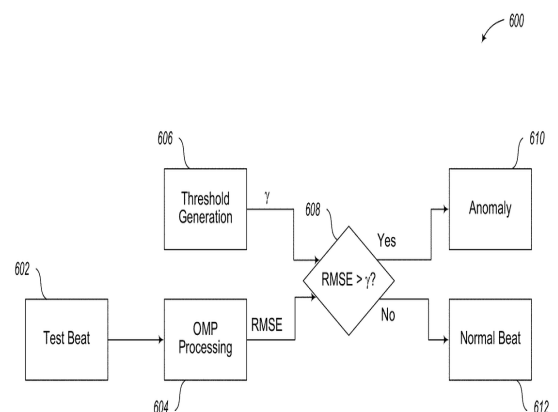 600
606
610
Threshold
Generation
γ
608
Anomaly
Yes
602
RMSE > γ?
Test Beat
OMP
Processing
RMSE
No
Normal Beat
604
612